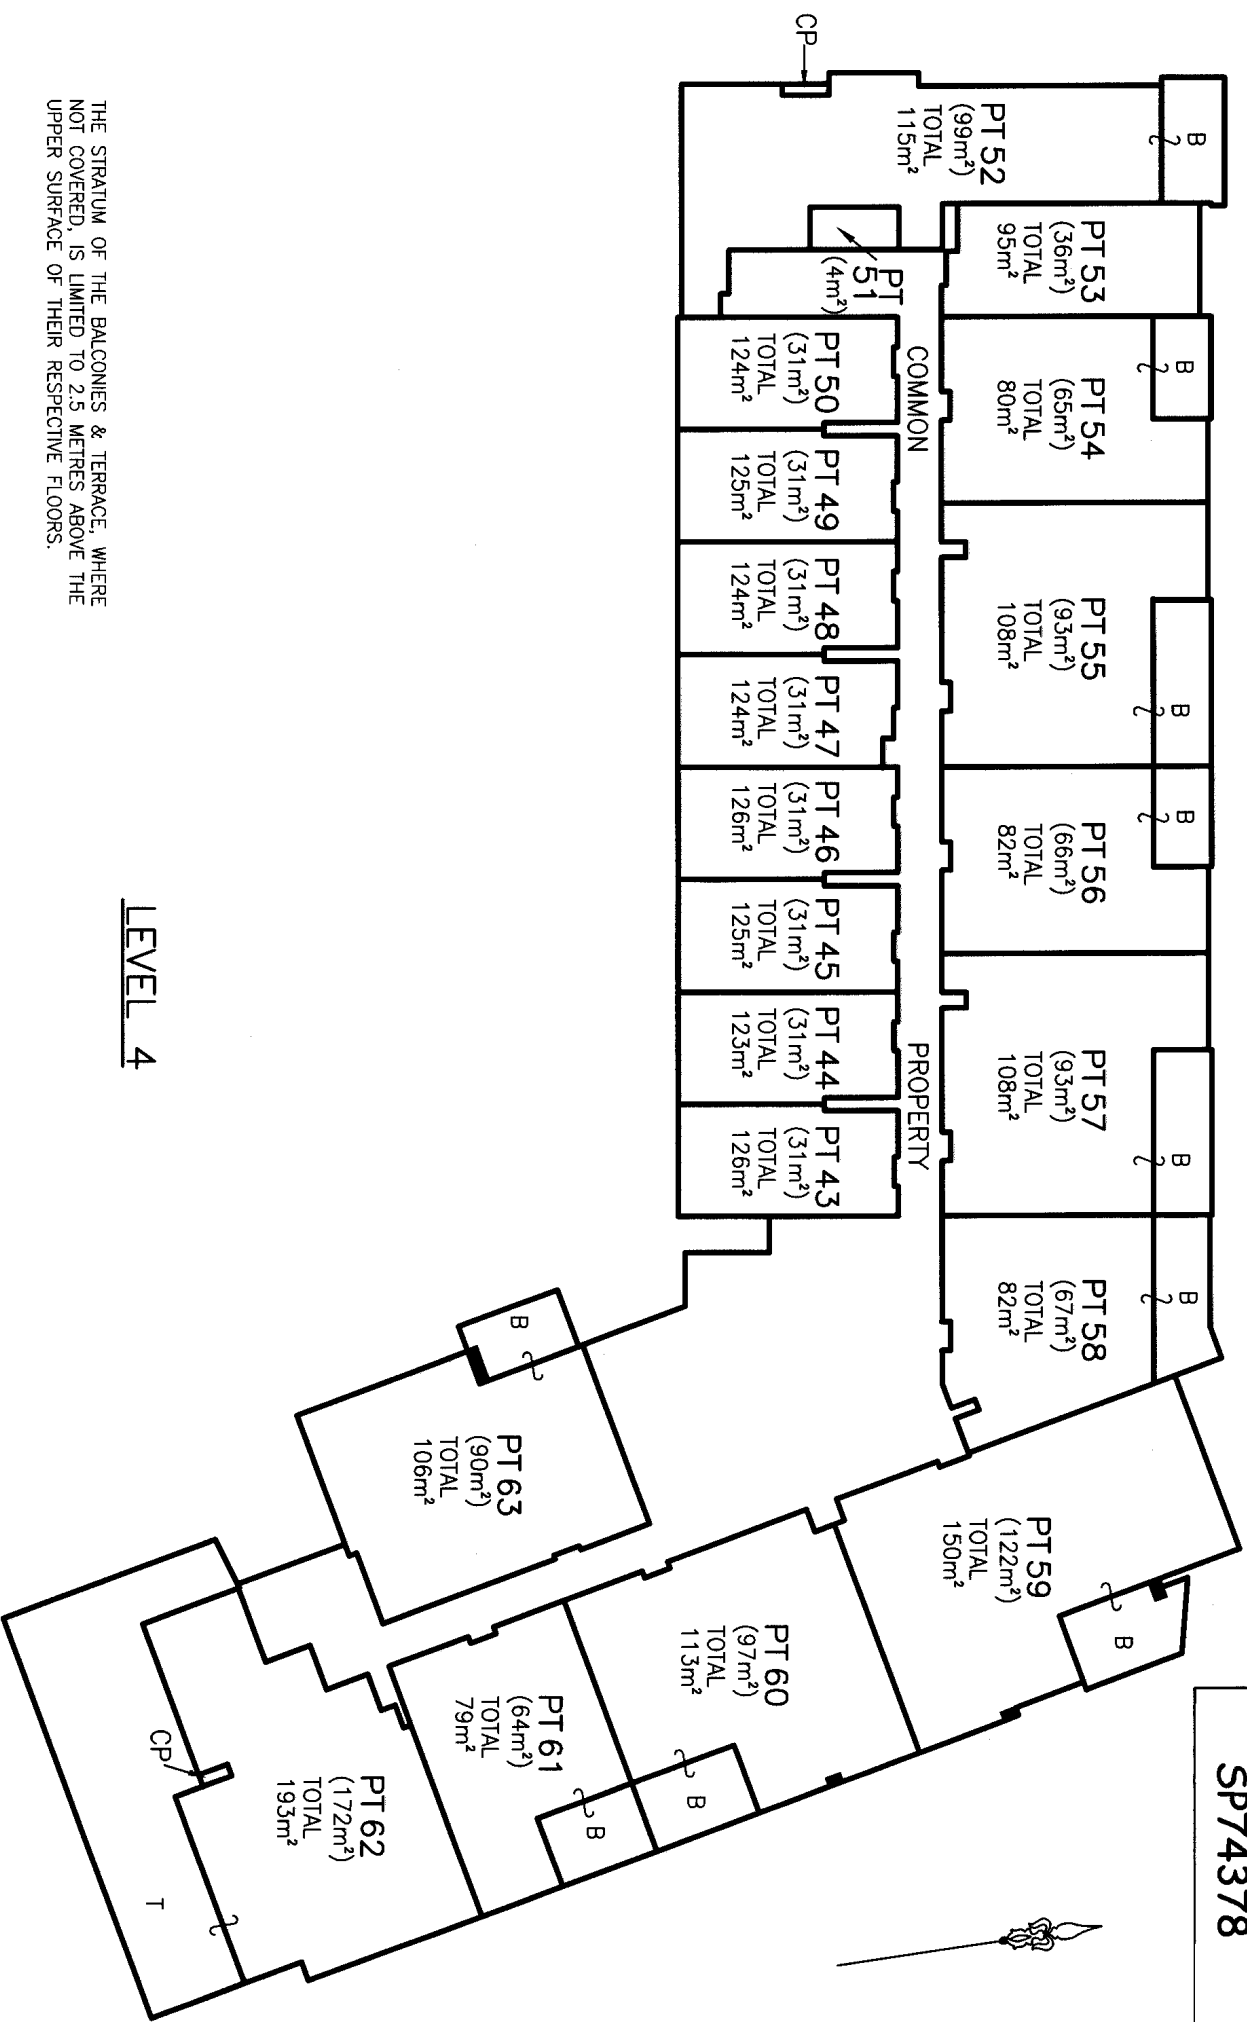 SP74378
CP
B
PT 52
(99m²)
TOTAL
115m²
PT 53
(36m²)
TOTAL
95m²
PT
51
(4m²)
B
PT 54
(65m²)
TOTAL
80m²
B
PT 55
(93m²)
TOTAL
108m²
B
PT 56
(66m²)
TOTAL
82m²
B
PT 57
(93m²)
TOTAL
108m²
B
PT 58
(67m²)
TOTAL
82m²
COMMON PROPERTY
PT 50
(31m²)
TOTAL
124m²
PT 49
(31m²)
TOTAL
125m²
PT 48
(31m²)
TOTAL
124m²
PT 47
(31m²)
TOTAL
124m²
PT 46
(31m²)
TOTAL
126m²
PT 45
(31m²)
TOTAL
125m²
PT 44
(31m²)
TOTAL
123m²
PT 43
(31m²)
TOTAL
126m²
PT 59
(122m²)
TOTAL
150m²
B
PT 60
(97m²)
TOTAL
113m²
B
PT 61
(64m²)
TOTAL
79m²
B
B
PT 63
(90m²)
TOTAL
106m²
PT 62
(172m²)
TOTAL
193m²
CP
T
LEVEL 4
THE STRATUM OF THE BALCONIES & TERRACE, WHERE
NOT COVERED, IS LIMITED TO 2.5 METRES ABOVE THE
UPPER SURFACE OF THEIR RESPECTIVE FLOORS.